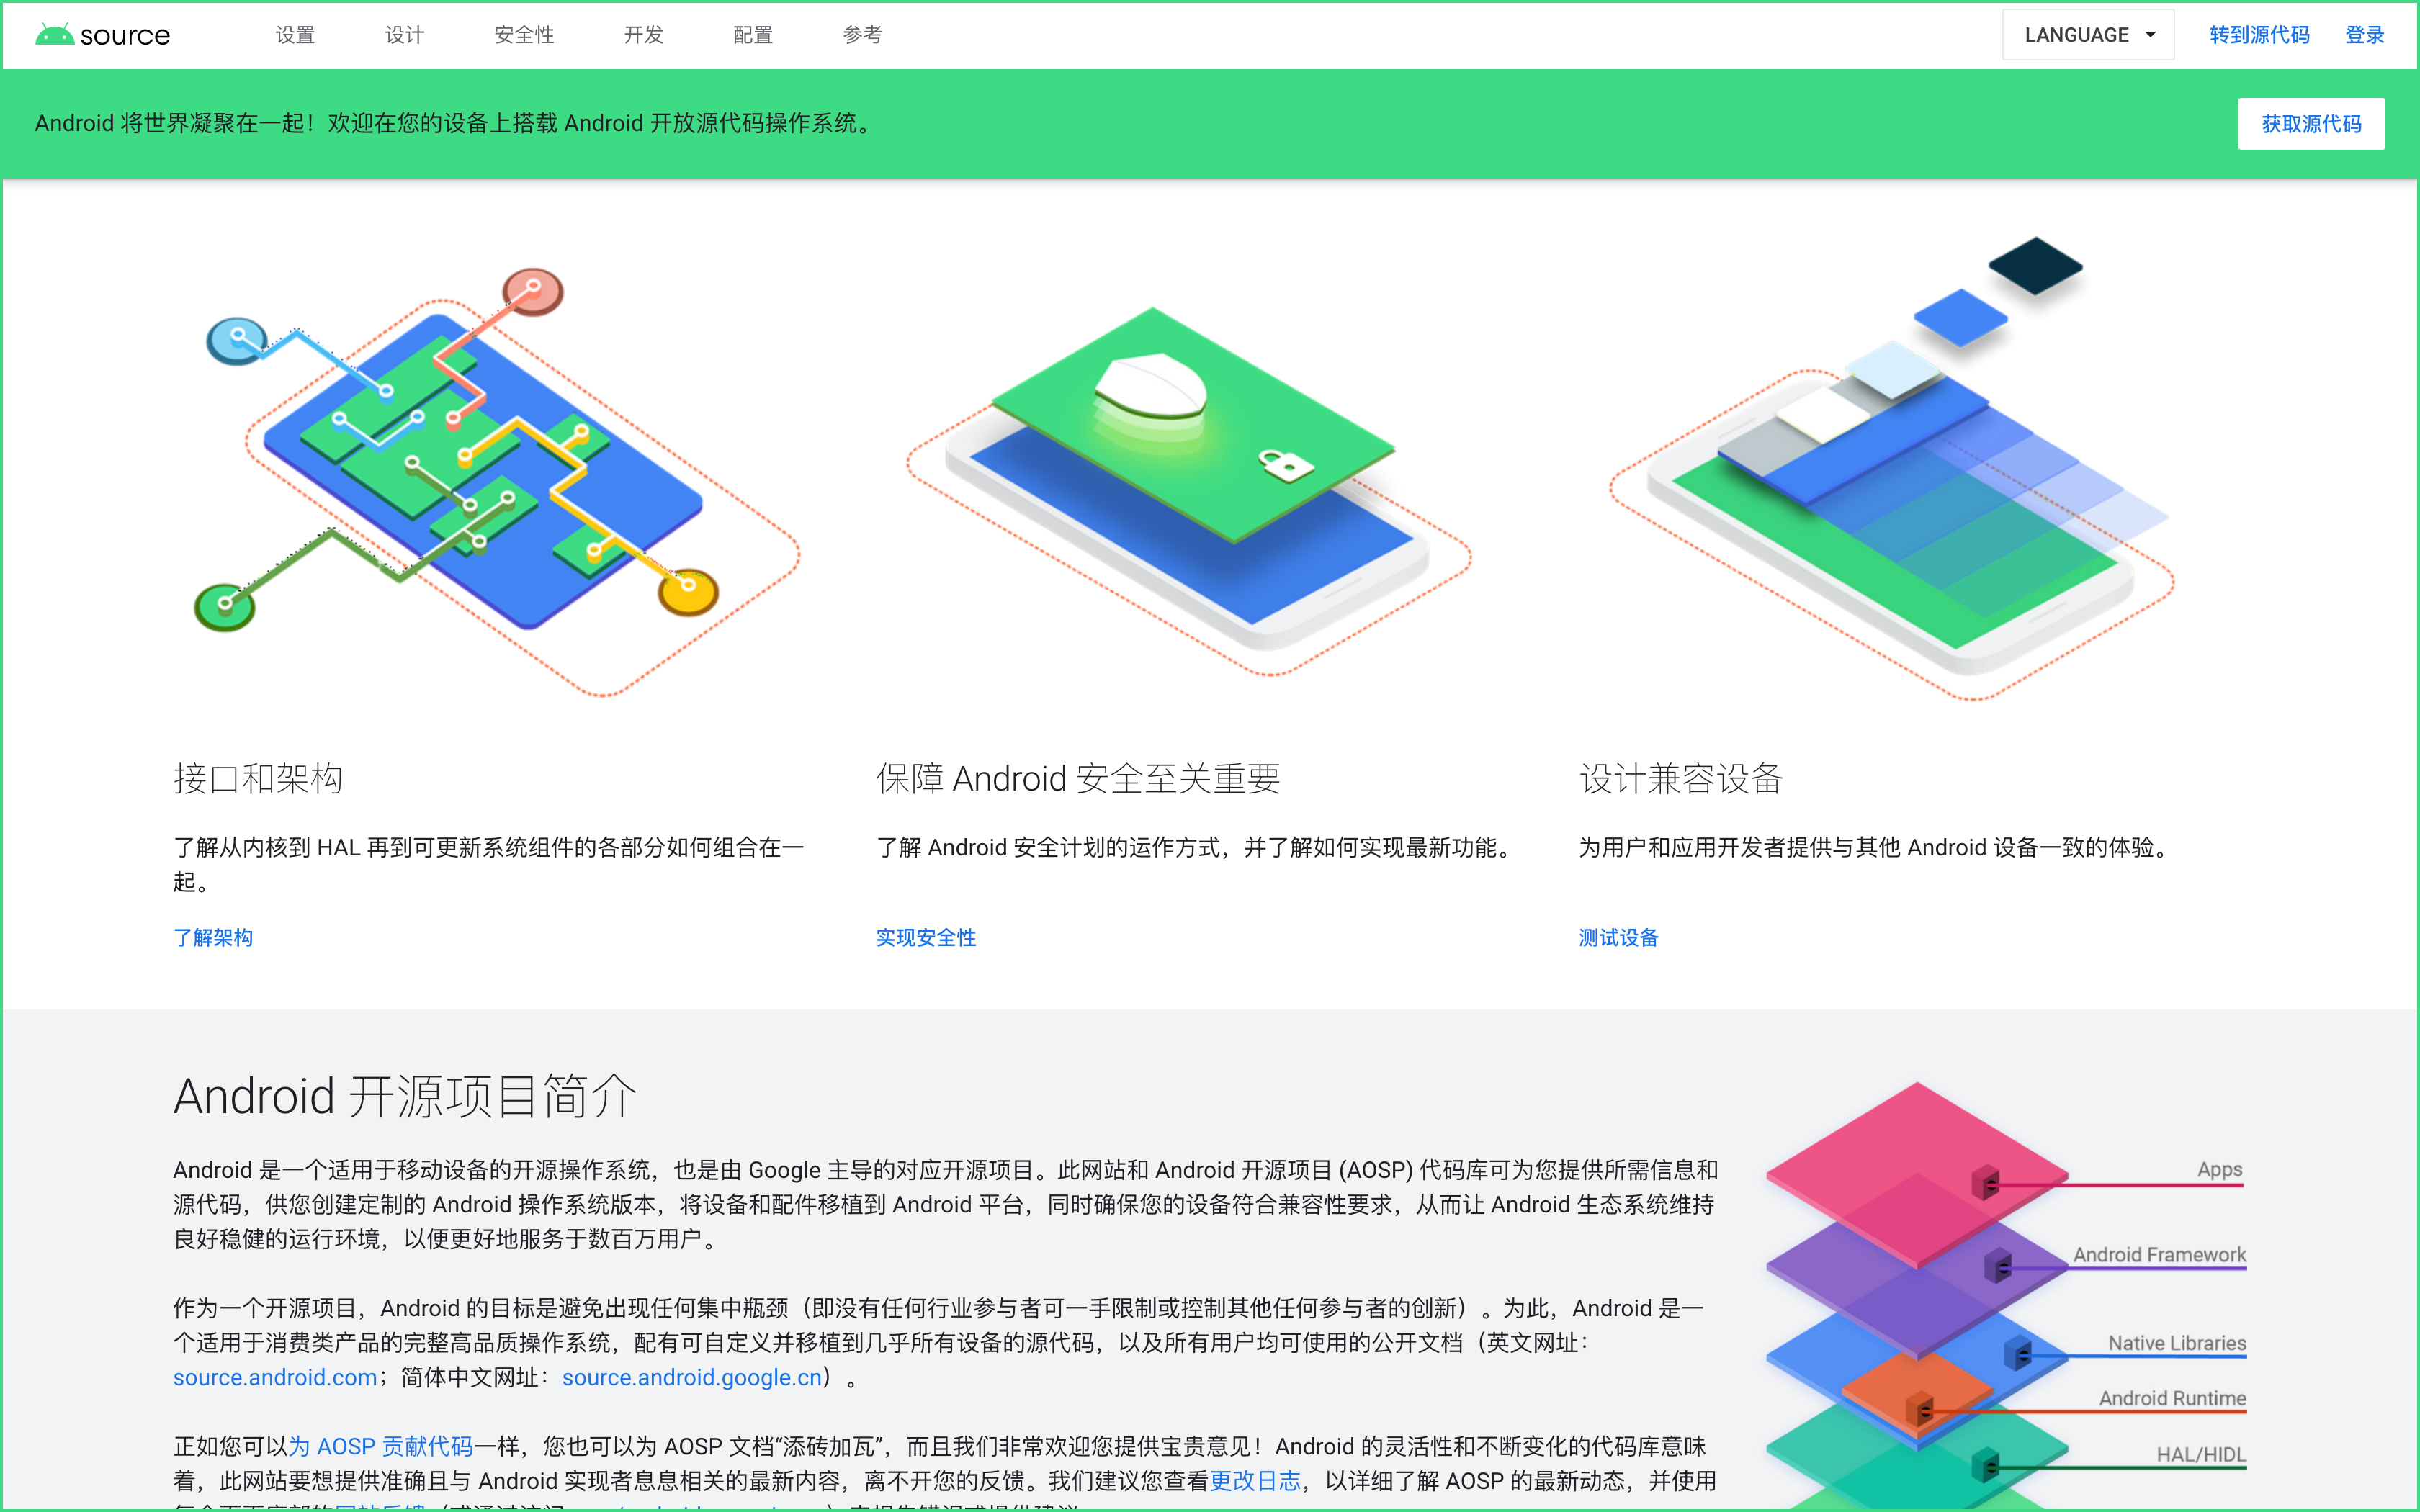 source
设置
设计
安全性
开发
配置
参考
LANGUAGE
转到源代码
登录
Android 将世界凝聚在一起！欢迎在您的设备上搭载 Android 开放源代码操作系统。
获取源代码
接口和架构
了解从内核到 HAL 再到可更新系统组件的各部分如何组合在一
起。
了解架构
保障 Android 安全至关重要
了解 Android 安全计划的运作方式，并了解如何实现最新功能。
实现安全性
设计兼容设备
为用户和应用开发者提供与其他 Android 设备一致的体验。
测试设备
Android 开源项目简介
Android 是一个适用于移动设备的开源操作系统，也是由 Google 主导的对应开源项目。此网站和 Android 开源项目 (AOSP) 代码库可为您提供所需信息和
源代码，供您创建定制的 Android 操作系统版本，将设备和配件移植到 Android 平台，同时确保您的设备符合兼容性要求，从而让 Android 生态系统维持
良好稳健的运行环境，以便更好地服务于数百万用户。
作为一个开源项目，Android 的目标是避免出现任何集中瓶颈（即没有任何行业参与者可一手限制或控制其他任何参与者的创新）。为此，Android 是一
个适用于消费类产品的完整高品质操作系统，配有可自定义并移植到几乎所有设备的源代码，以及所有用户均可使用的公开文档（英文网址：
source.android.com；简体中文网址：source.android.google.cn）。
正如您可以为 AOSP 贡献代码一样，您也可以为 AOSP 文档“添砖加瓦”，而且我们非常欢迎您提供宝贵意见！Android 的灵活性和不断变化的代码库意味
着，此网站要想提供准确且与 Android 实现者息息相关的最新内容，离不开您的反馈。我们建议您查看更改日志，以详细了解 AOSP 的最新动态，并使用
Apps
Android Framework
Native Libraries
Android Runtime
HAL/HIDL